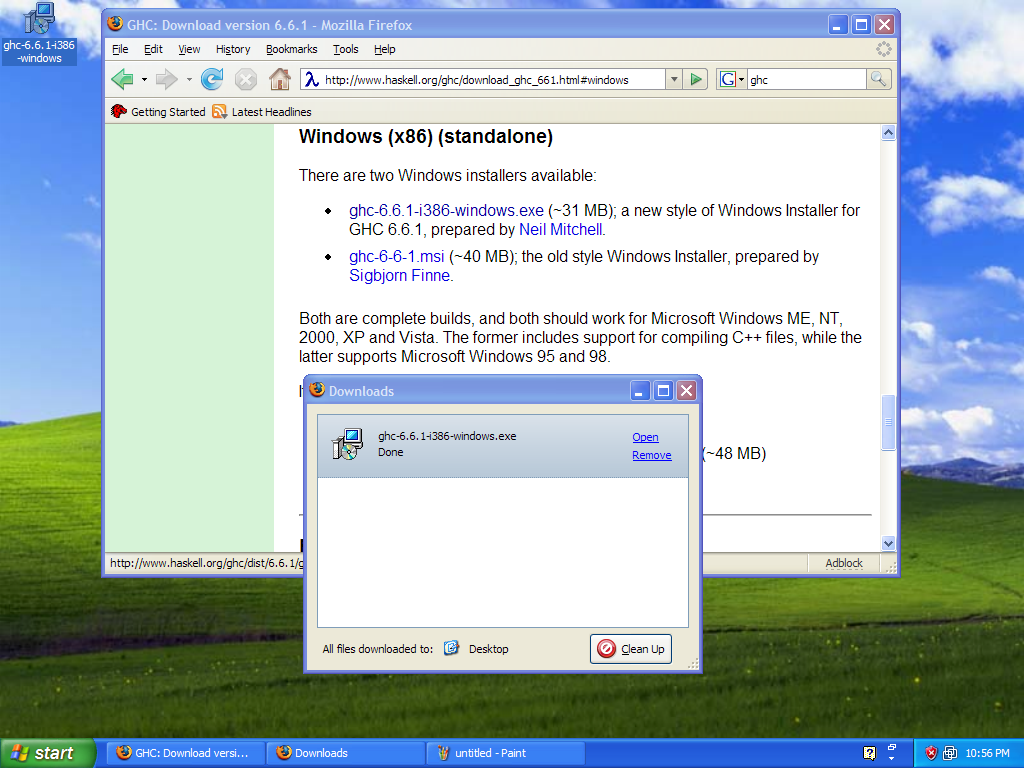 ghc-6.6.1-i386
-windows
GHC: Download version 6.6.1 - Mozilla Firefox
File Edit View History Bookmarks Tools Help
http://www.haskell.org/ghc/download_ghc_661.html#windows
G
ghc
Getting Started Latest Headlines
Windows (x86) (standalone)
There are two Windows installers available:
ghc-6.6.1-i386-windows.exe (~31 MB); a new style of Windows Installer for
GHC 6.6.1, prepared by Neil Mitchell.
ghc-6-6-1.msi (~40 MB); the old style Windows Installer, prepared by
Sigbjorn Finne.
Both are complete builds, and both should work for Microsoft Windows ME, NT,
2000, XP and Vista. The former includes support for compiling C++ files, while the
latter supports Microsoft Windows 95 and 98.
Downloads
ghc-6.6.1-i386-windows.exe
Open
Done
Remove
(~48 MB)
http://www.haskell.org/ghc/dist/6.6.1/g
Adblock
All files downloaded to: Desktop
Clean Up
start
GHC: Download versi...
Downloads
untitled - Paint
10:56 PM